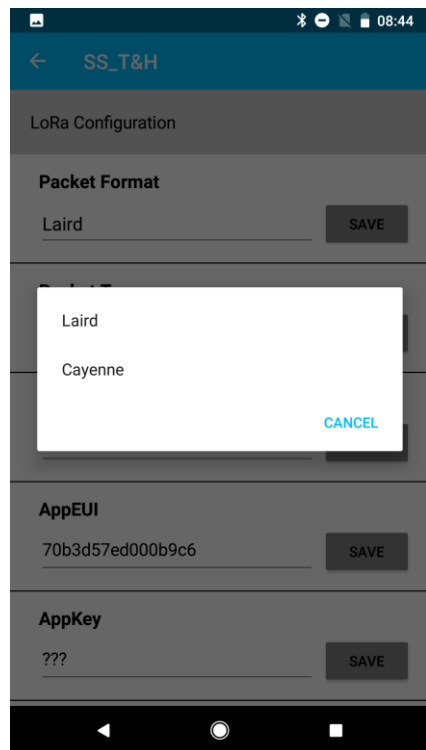 08:44
SS_T&H
LoRa Configuration
Packet Format
Laird
SAVE
Laird
Cayenne
CANCEL
AppEUI
70b3d57ed000b9c6
SAVE
AppKey
???
SAVE